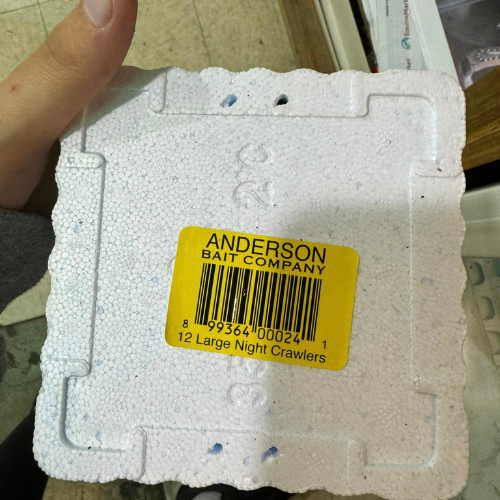 ANDERSON
BAIT COMPANY
8 99364 00024 1
12 Large Night Crawlers